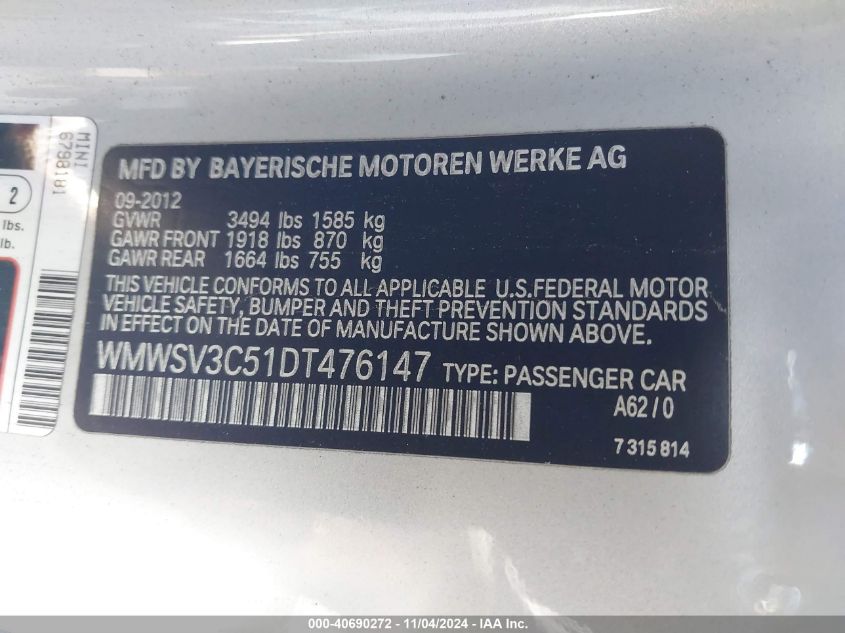 MINI
6798181
2
lbs.
lb.
MFD BY BAYERISCHE MOTOREN WERKE AG
09-2012
GVWR 3494 lbs 1585 kg
GAWR FRONT 1918 lbs 870 kg
GAWR REAR 1664 lbs 755 kg
THIS VEHICLE CONFORMS TO ALL APPLICABLE U.S.FEDERAL MOTOR
VEHICLE SAFETY, BUMPER AND THEFT PREVENTION STANDARDS
IN EFFECT ON THE DATE OF MANUFACTURE SHOWN ABOVE.
WMWSV3C51DT476147 TYPE: PASSENGER CAR
A62/0
7 315 814
000-40690272 - 11/04/2024 - Copyright IAA, Inc.